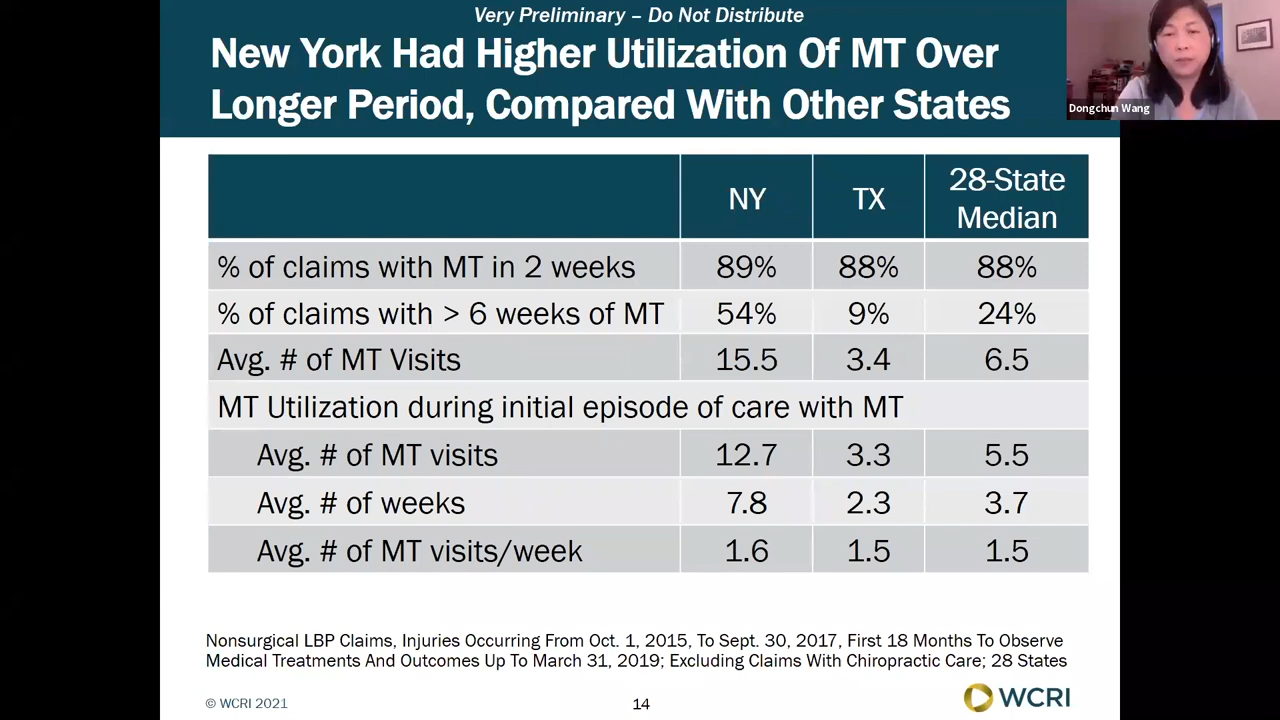 Very Preliminary – Do Not Distribute
New York Had Higher Utilization Of MT Over
Longer Period, Compared With Other States
Dongchun Wang
NY TX 28-State
Median
% of claims with MT in 2 weeks 89% 88% 88%
% of claims with > 6 weeks of MT 54% 9% 24%
Avg. # of MT Visits 15.5 3.4 6.5
MT Utilization during initial episode of care with MT
Avg. # of MT visits 12.7 3.3 5.5
Avg. # of weeks 7.8 2.3 3.7
Avg. # of MT visits/week 1.6 1.5 1.5
Nonsurgical LBP Claims, Injuries Occurring From Oct. 1, 2015, To Sept. 30, 2017, First 18 Months To Observe
Medical Treatments And Outcomes Up To March 31, 2019; Excluding Claims With Chiropractic Care; 28 States
© WCRI 2021
14
WCRI